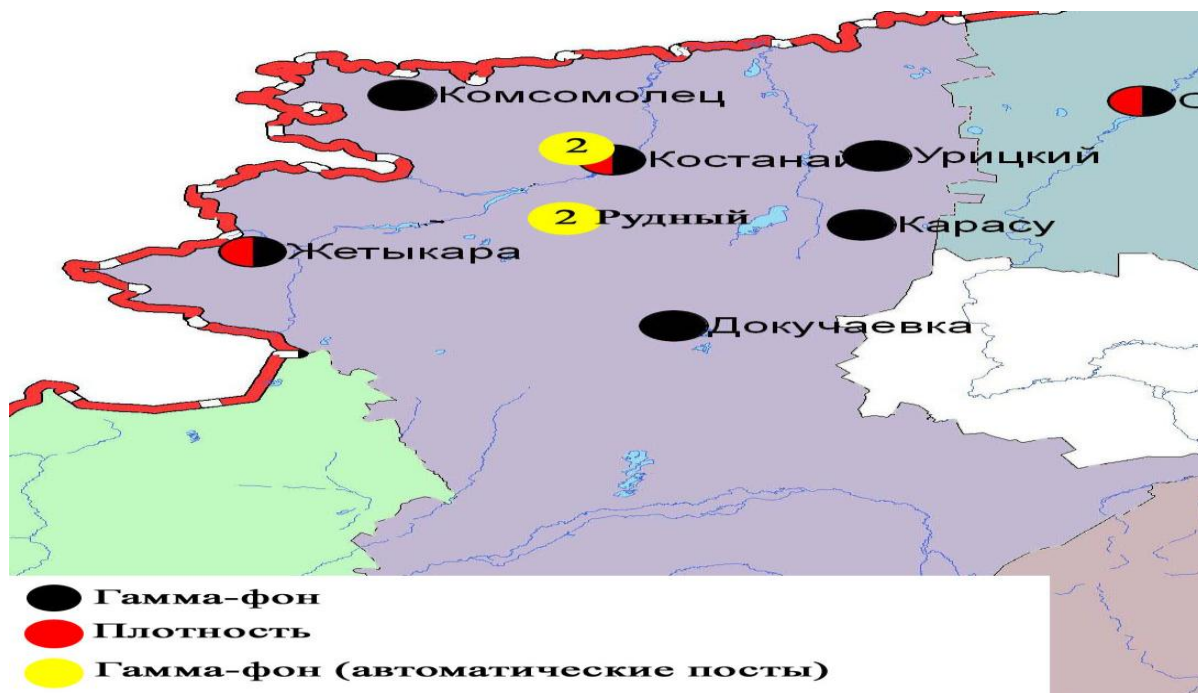 Комсомолец
С
2
Костанай
Урицкий
2 Рудный
Карасу
Жетыкара
Докучаевка
Гамма-фон
Плотность
Гамма-фон (автоматические посты)